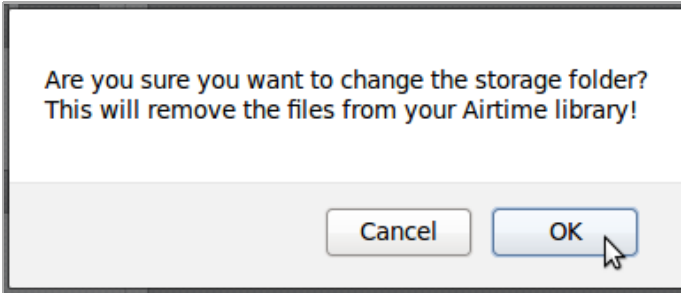 Are you sure you want to change the storage folder?
This will remove the files from your Airtime library!
Cancel OK